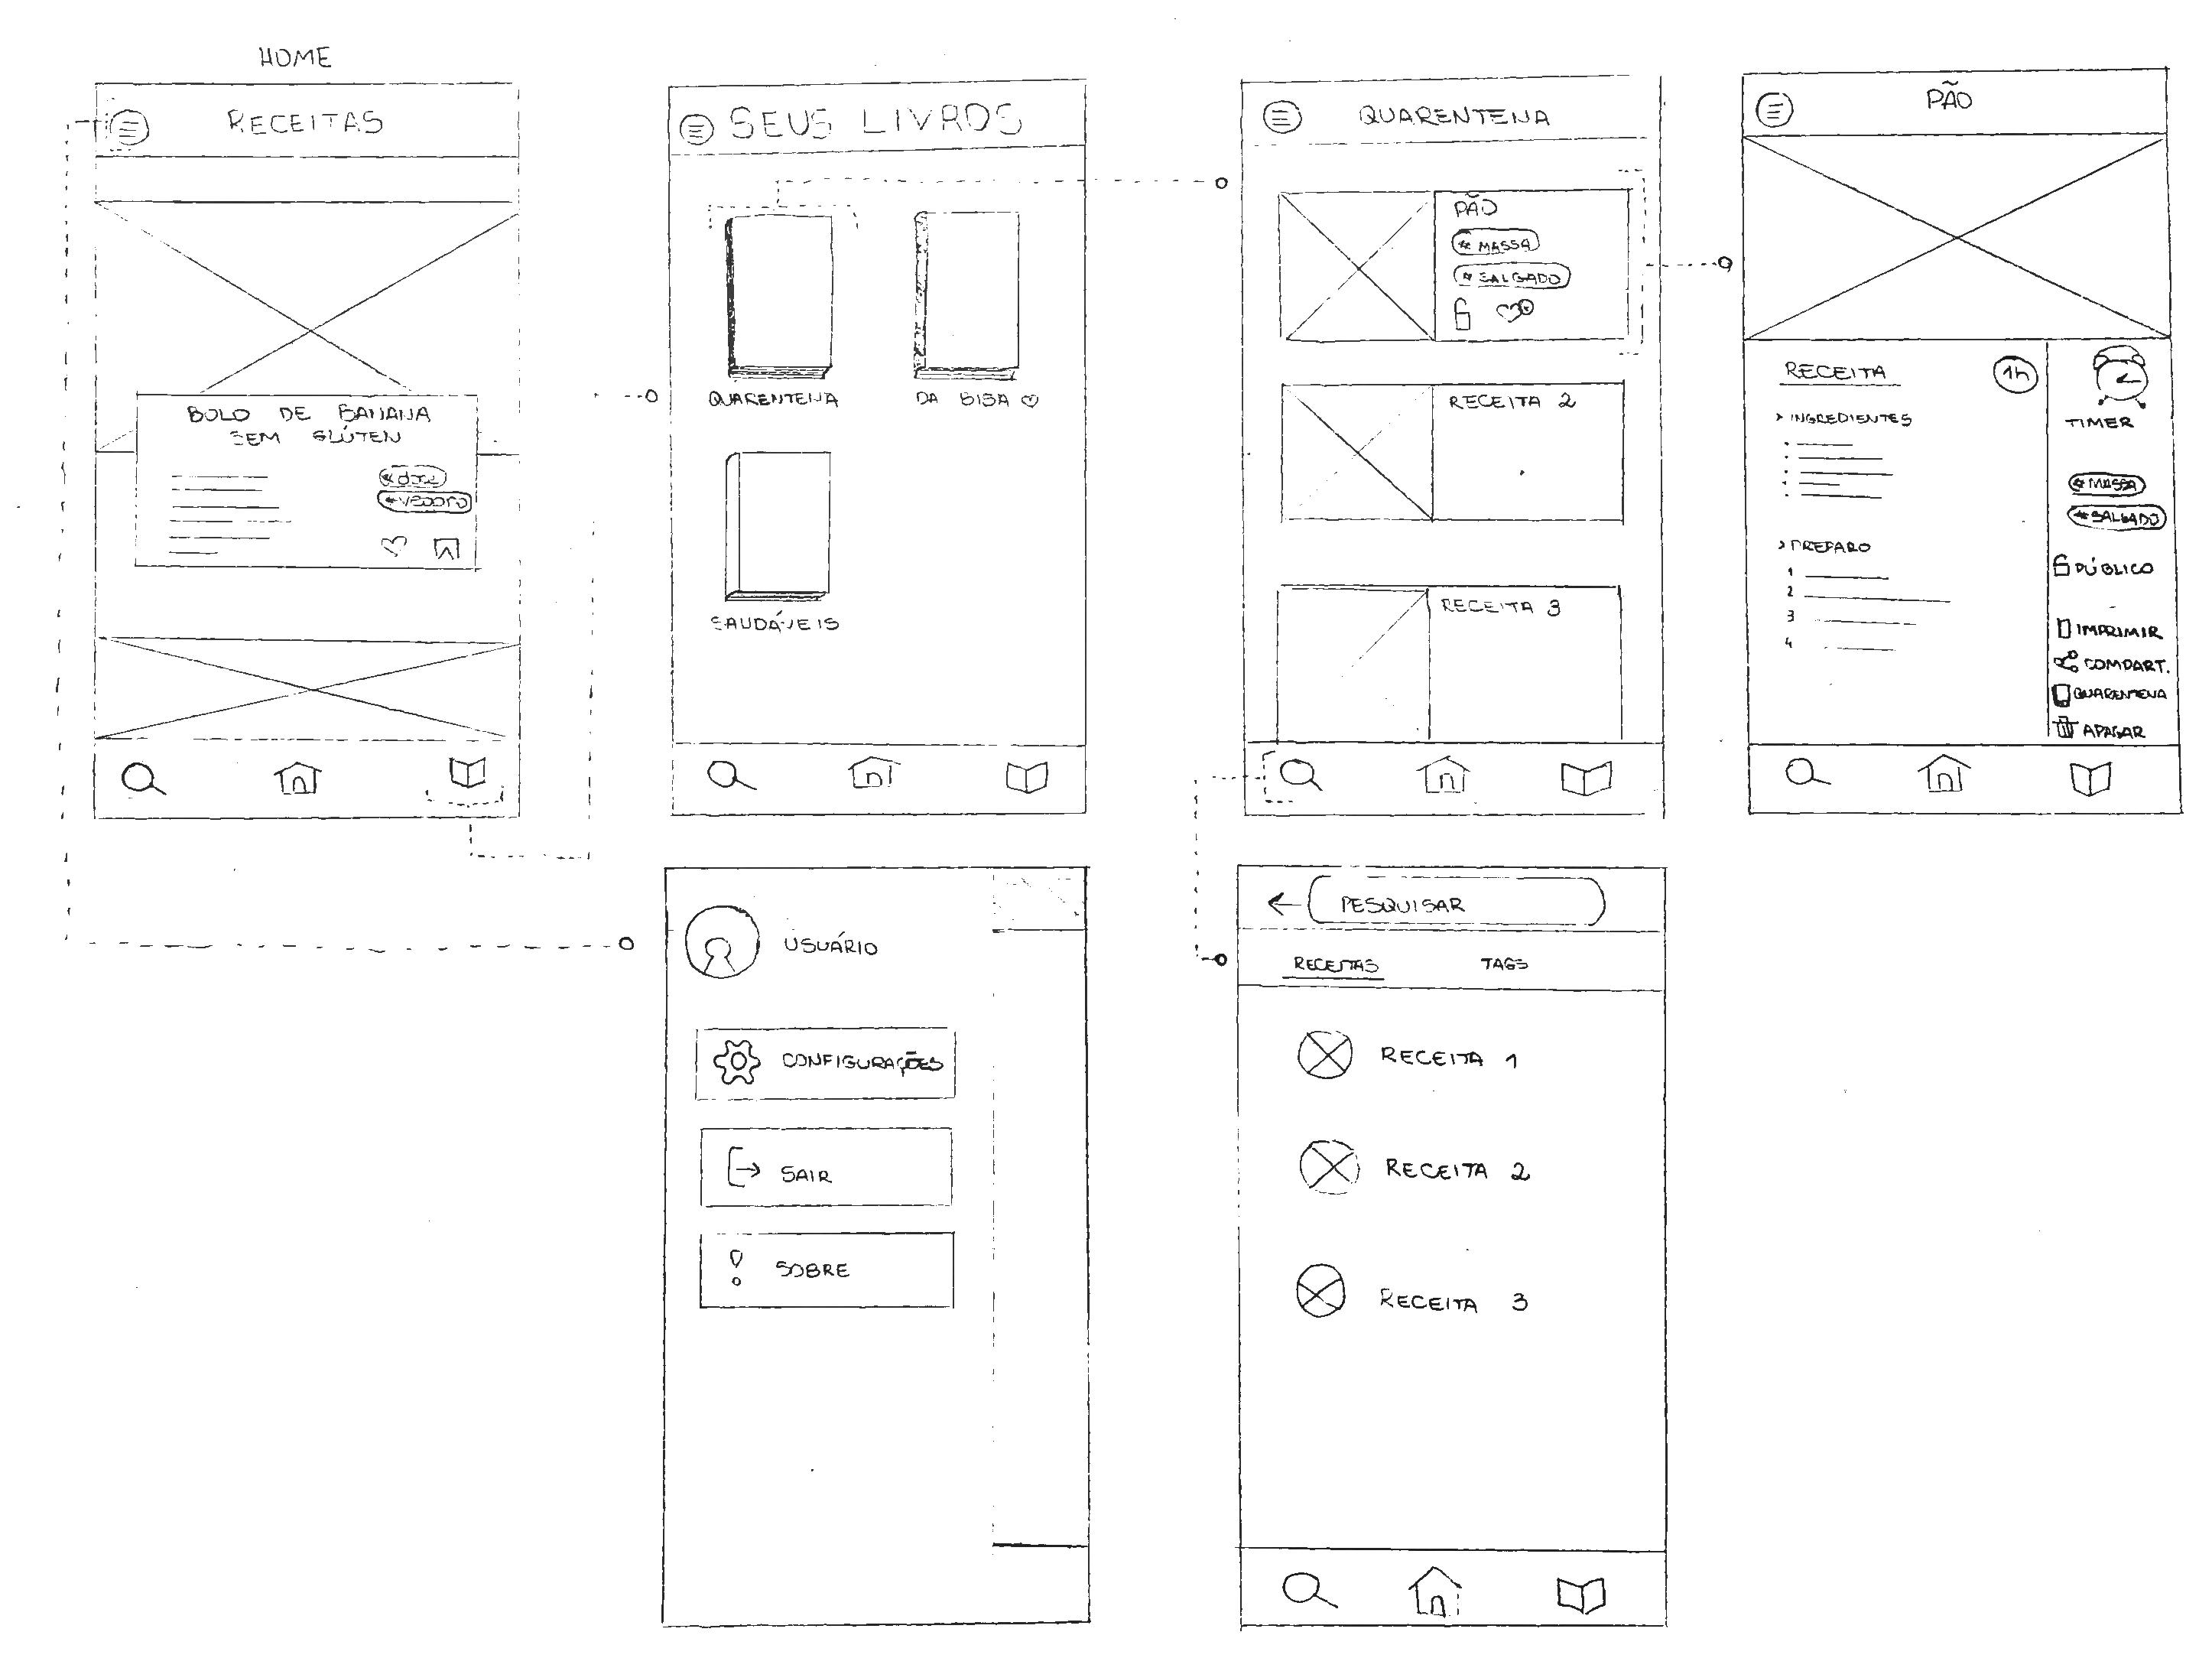 HOME
RECEITAS
BOLO DE BANANA
SEM GLÚTEN
#doce
SEUS LIVROS
QUARENTENA
DA BISA ♡
SAUDÁVEIS
QUARENTENA
PÃO
# MASSA
# SALGADO
RECEITA 2
RECEITA 3
PÃO
RECEITA
1h
> INGREDIENTES
> PREPARO
1
2
3
4
TIMER
# MASSA
# SALGADO
PÚBLICO
IMPRIMIR
COMPART.
QUARENTENA
APAGAR
USUÁRIO
CONFIGURAÇÕES
SAIR
SOBRE
PESQUISAR
RECEITAS
TAGS
RECEITA 1
RECEITA 2
RECEITA 3